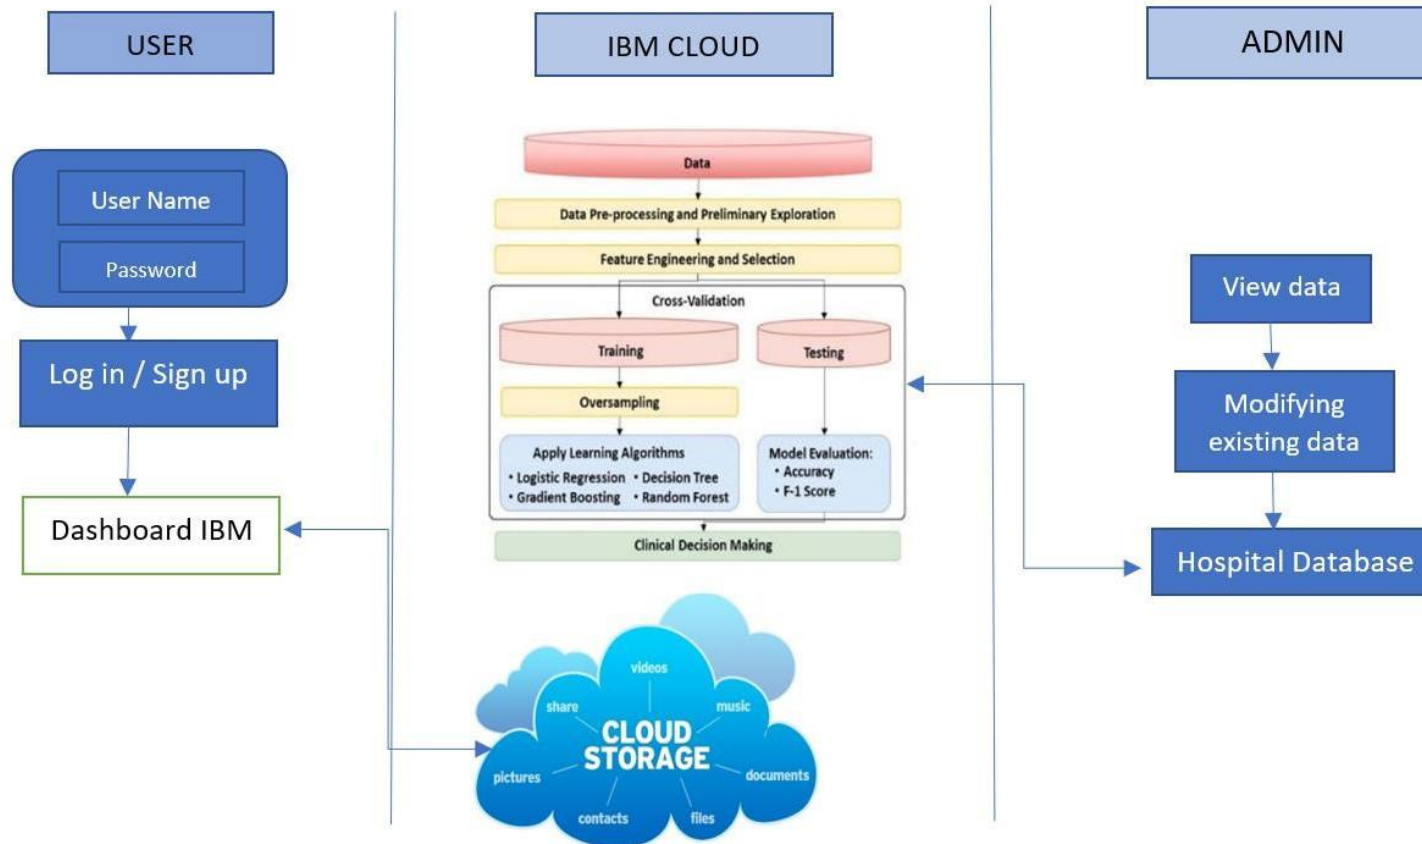 USER
User Name
Password
Log in / Sign up
Dashboard IBM
IBM CLOUD
Data
Data Pre-processing and Preliminary Exploration
Feature Engineering and Selection
Cross-Validation
Training
Testing
Oversampling
Apply Learning Algorithms
• Logistic Regression • Decision Tree
• Gradient Boosting • Random Forest
Model Evaluation:
• Accuracy
• F-1 Score
Clinical Decision Making
videos
share
music
CLOUD
STORAGE
pictures
documents
contacts
files
ADMIN
View data
Modifying
existing data
Hospital Database